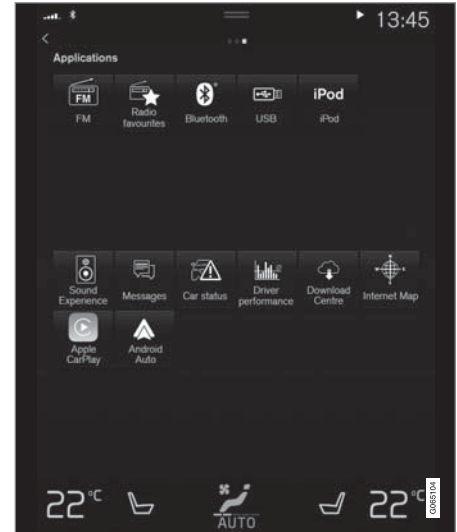 13:45
Applications
FM
FM
Radio
favourites
Bluetooth
USB
iPod
iPod
Sound
Experience
Messages
Car status
Driver
performance
Download
Centre
Internet Map
Apple
CarPlay
Android
Auto
22°C
AUTO
22°C
G065104